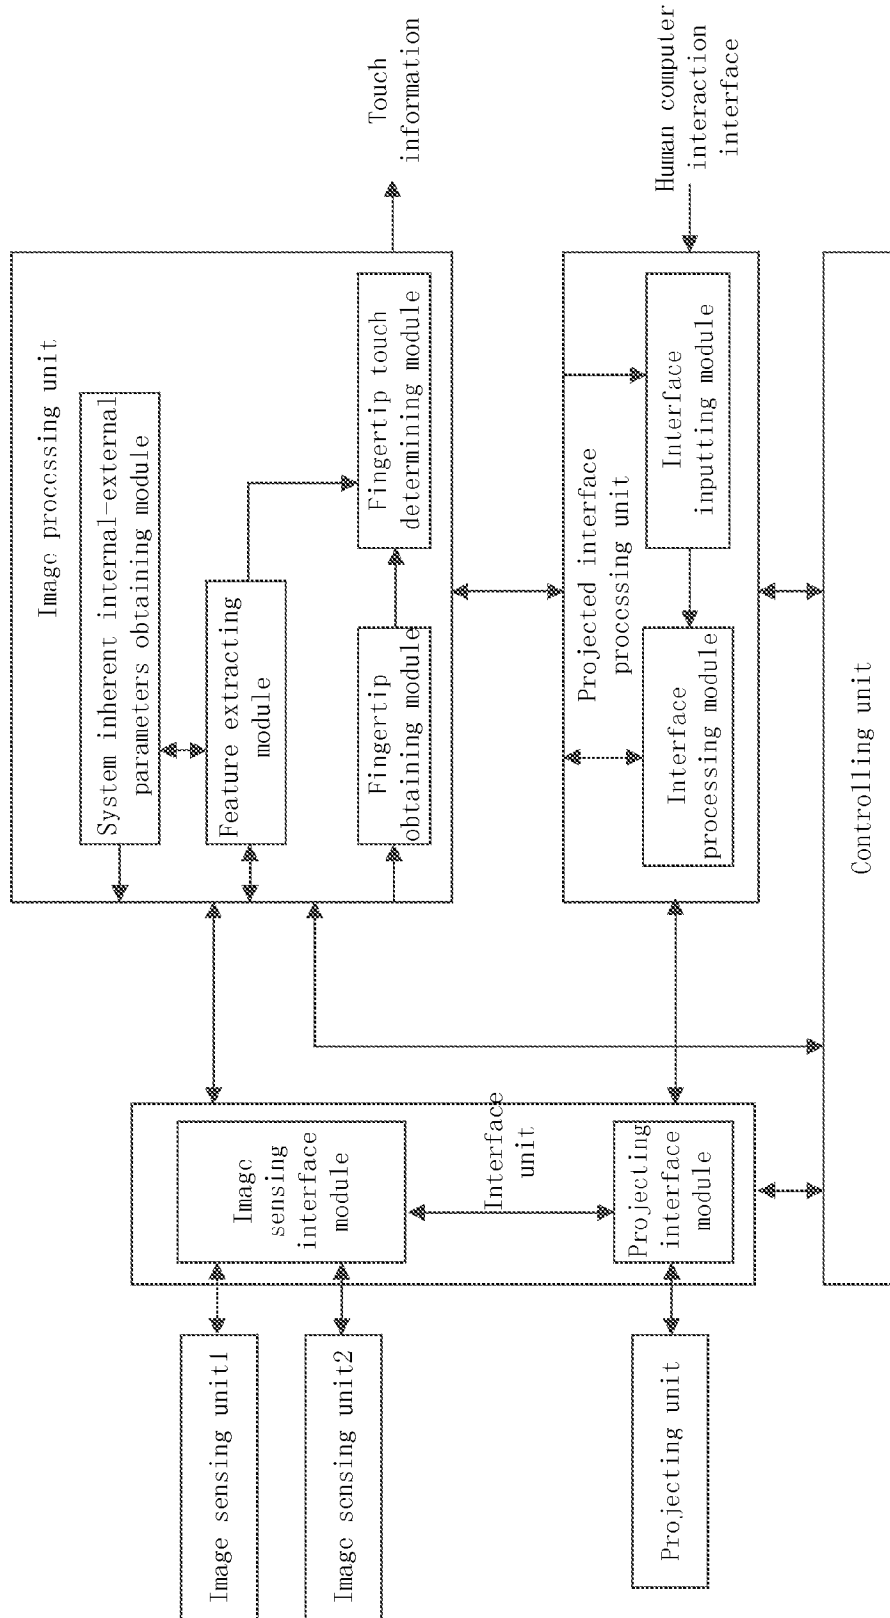 Image sensing unit1
Image sensing unit2
Projecting unit
Image
sensing
interface
module
Interface
unit
Projecting
interface
module
Image processing unit
System inherent internal-external
parameters obtaining module
Feature extracting
module
Fingertip
obtaining module
Fingertip touch
determining module
Touch
information
Projected interface
processing unit
Interface
processing module
Interface
inputting module
Human computer
interaction
interface
Controlling unit